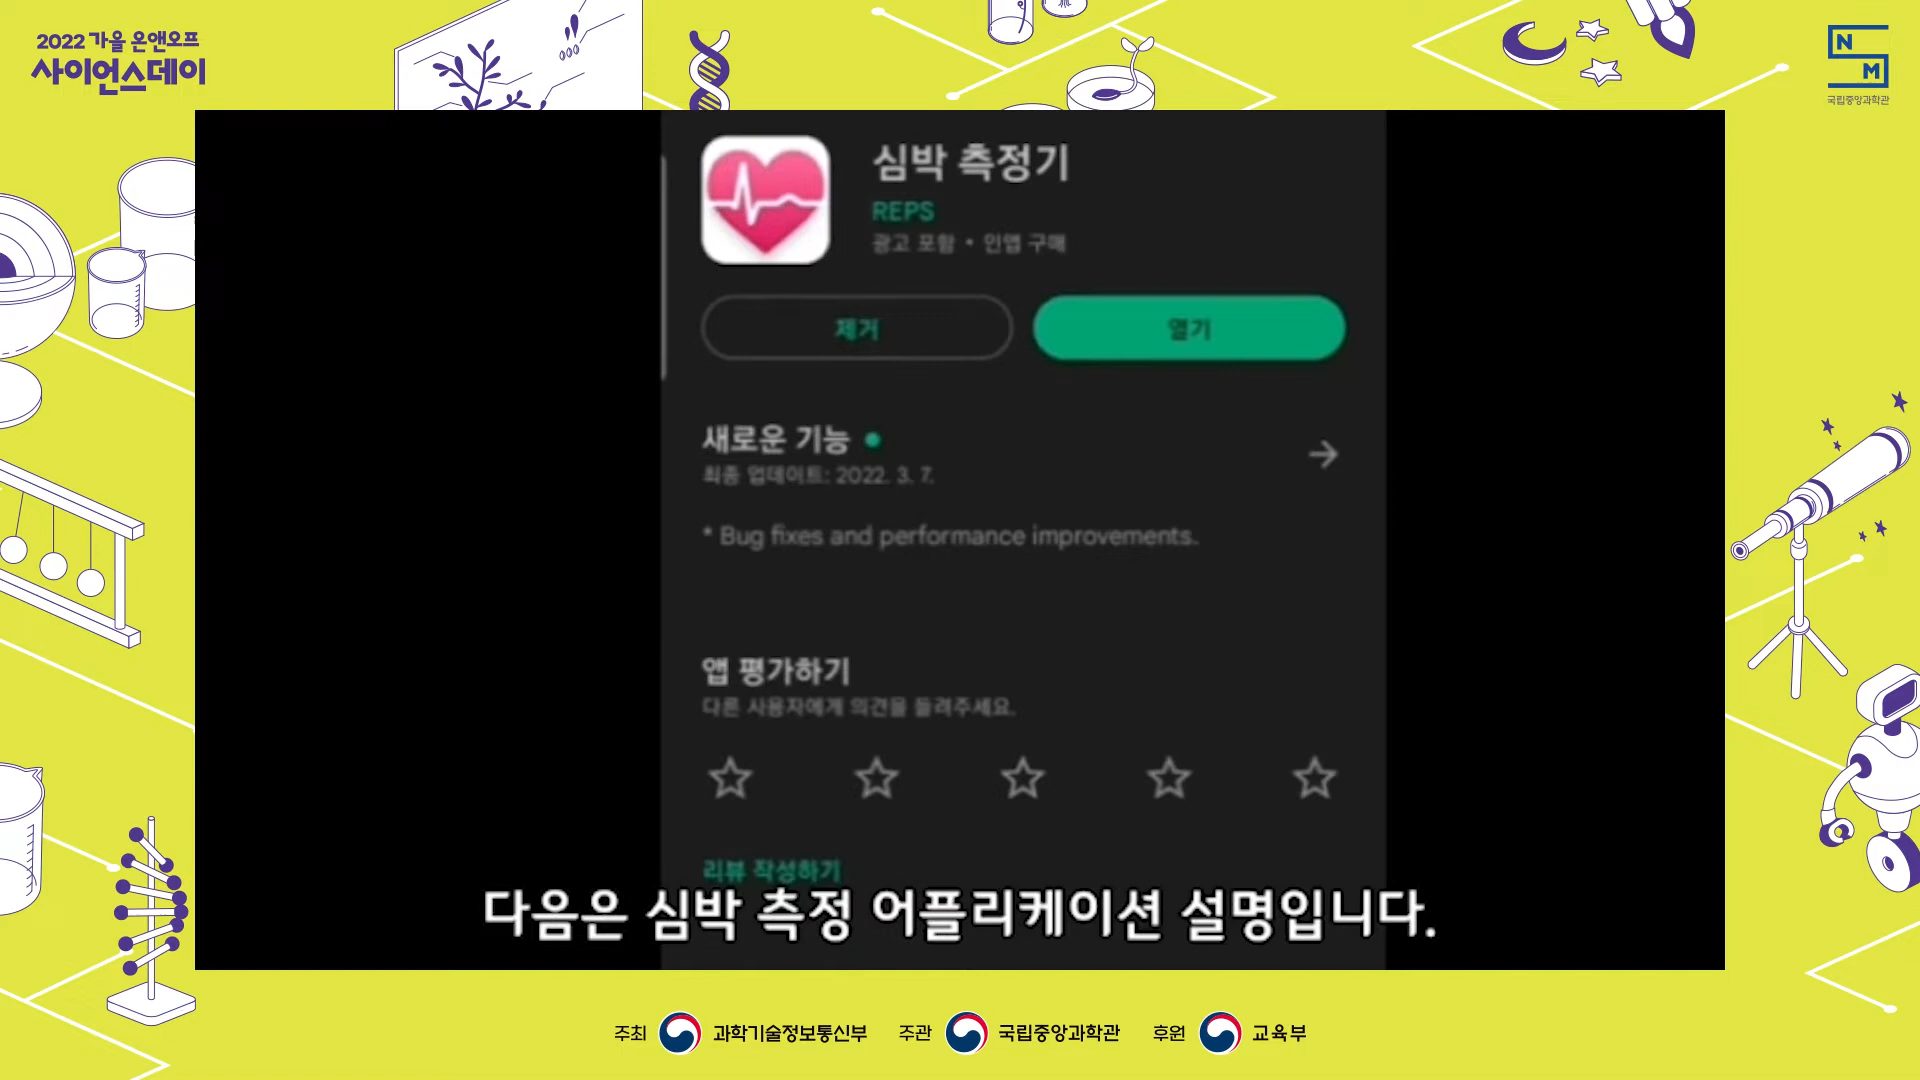 2022 가을 온앤오프
사이언스데이
N
M
국립중앙과학관
심박 측정기
REPS
광고 포함 • 인앱 구매
제거
열기
새로운 기능
최종 업데이트: 2022. 3. 7.
* Bug fixes and performance improvements.
앱 평가하기
다른 사용자에게 의견을 들려주세요.
리뷰 작성하기
다음은 심박 측정 어플리케이션 설명입니다.
주최 과학기술정보통신부 주관 국립중앙과학관 후원 교육부